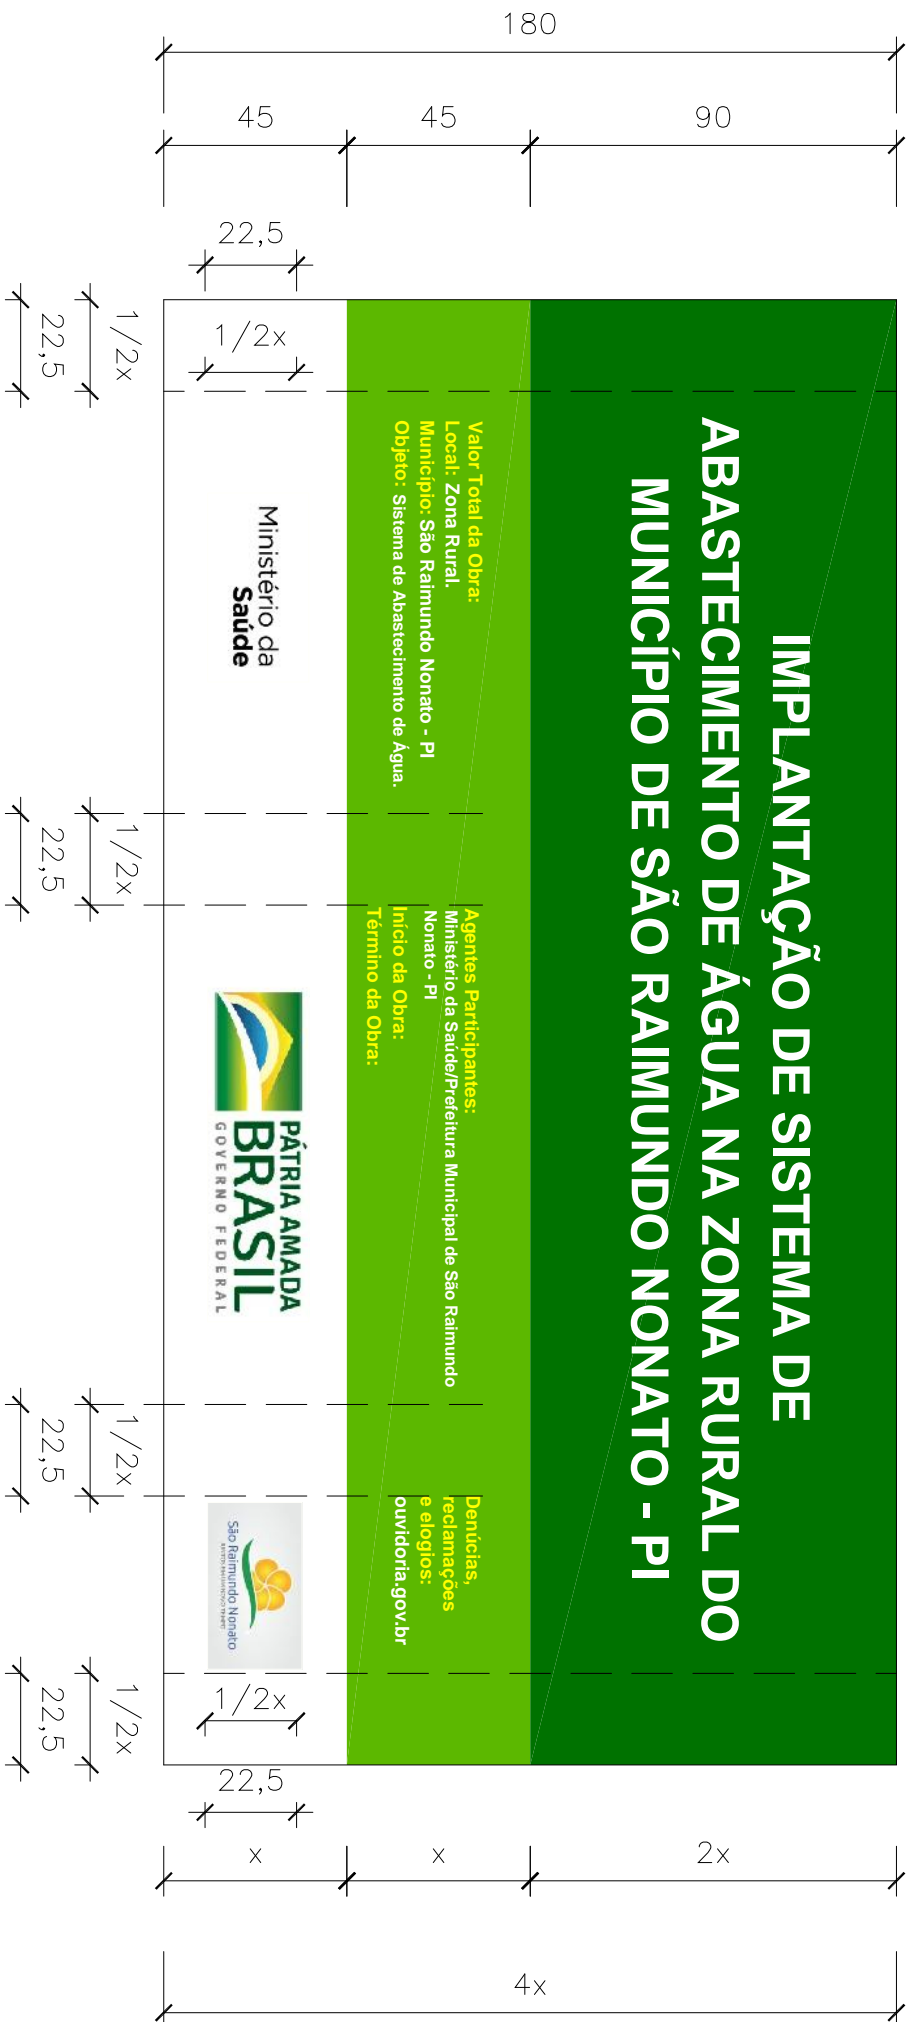 180
45
45
90
22,5
1/2x
1/2x
22,5
IMPLANTAÇÃO DE SISTEMA DE
ABASTECIMENTO DE ÁGUA NA ZONA RURAL DO
MUNICÍPIO DE SÃO RAIMUNDO NONATO - PI
Valor Total da Obra:
Local: Zona Rural.
Município: São Raimundo Nonato - PI
Objeto: Sistema de Abastecimento de Água.
Agentes Participantes:
Ministério da Saúde/Prefeitura Municipal de São Raimundo
Nonato - PI
Início da Obra:
Término da Obra:
Denúcias,
reclamações
e elogios:
ouvidoria.gov.br
Ministério da
Saúde
PÁTRIA AMADA
BRASIL
GOVERNO FEDERAL
São Raimundo Nonato
1/2x
22,5
1/2x
22,5
1/2x
22,5
1/2x
22,5
x
x
2x
4x